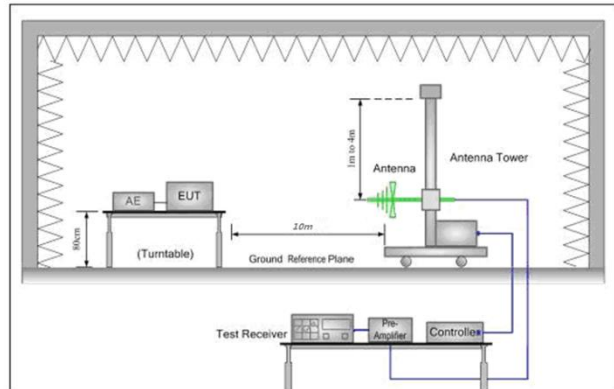 1m to 4m
Antenna
Antenna Tower
AE
EUT
80cm
(Turntable)
10m
Ground Reference Plane
Test Receiver
Pre-
Amplifier
Controller